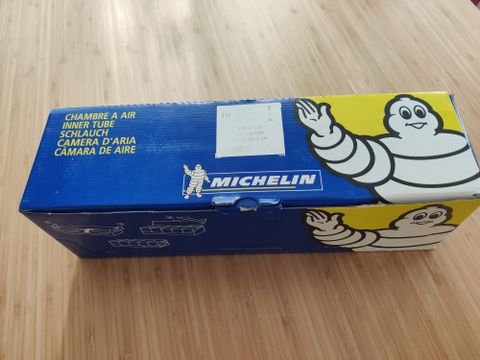 CHAMBRE A AIR
INNER TUBE
SCHLAUCH
CAMERA D'ARIA
CÁMARA DE AIRE
MICHELIN